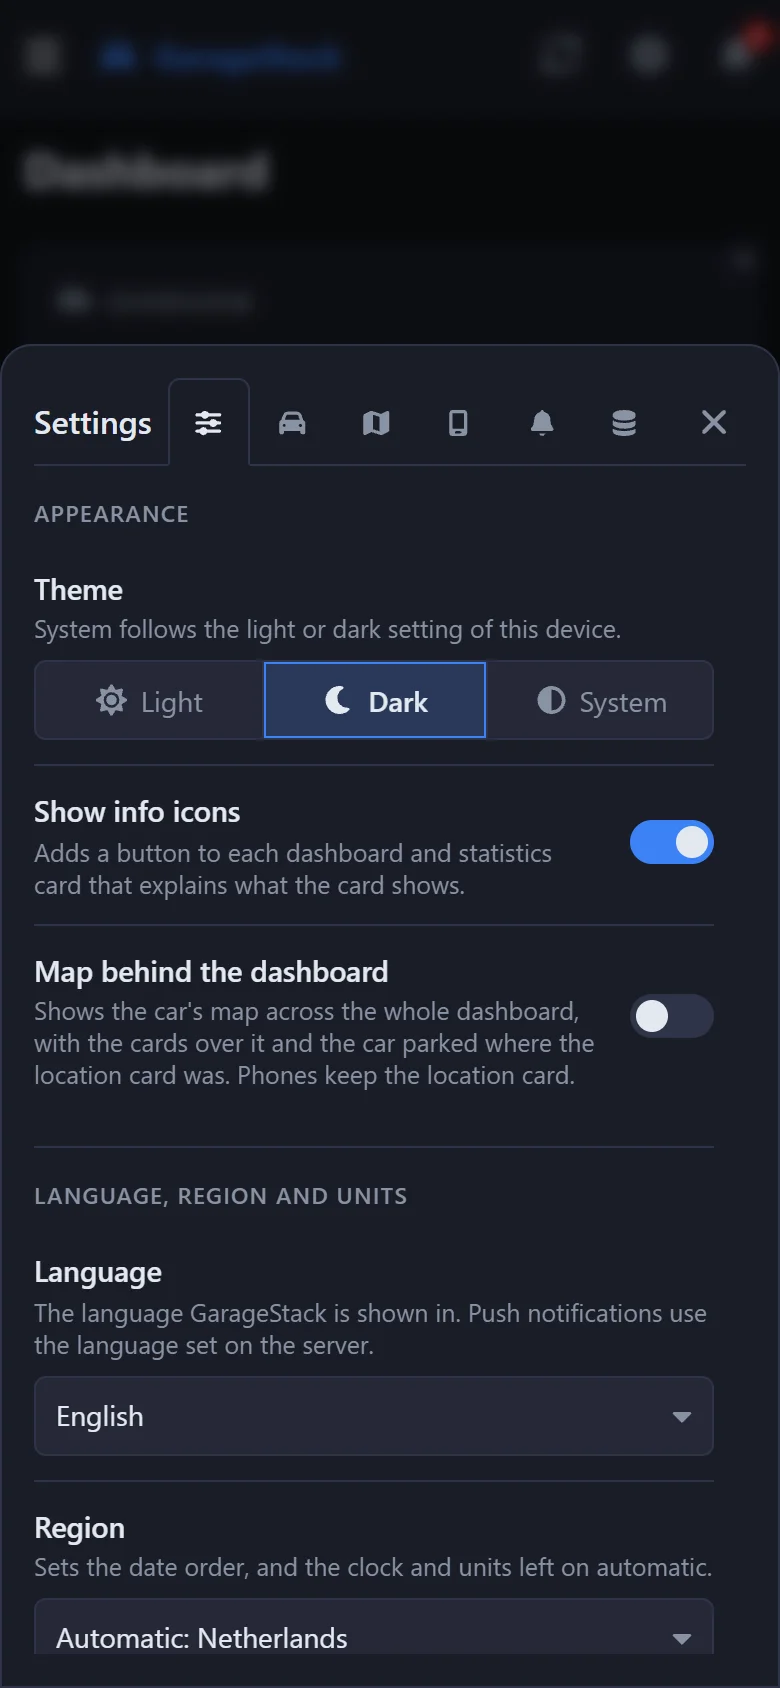 GarageStack
Dashboard
Settings
APPEARANCE
Theme
System follows the light or dark setting of this device.
Light
Dark
System
Show info icons
Adds a button to each dashboard and statistics
card that explains what the card shows.
Map behind the dashboard
Shows the car's map across the whole dashboard,
with the cards over it and the car parked where the
location card was. Phones keep the location card.
LANGUAGE, REGION AND UNITS
Language
The language GarageStack is shown in. Push notifications use
the language set on the server.
English
Region
Sets the date order, and the clock and units left on automatic.
Automatic: Netherlands